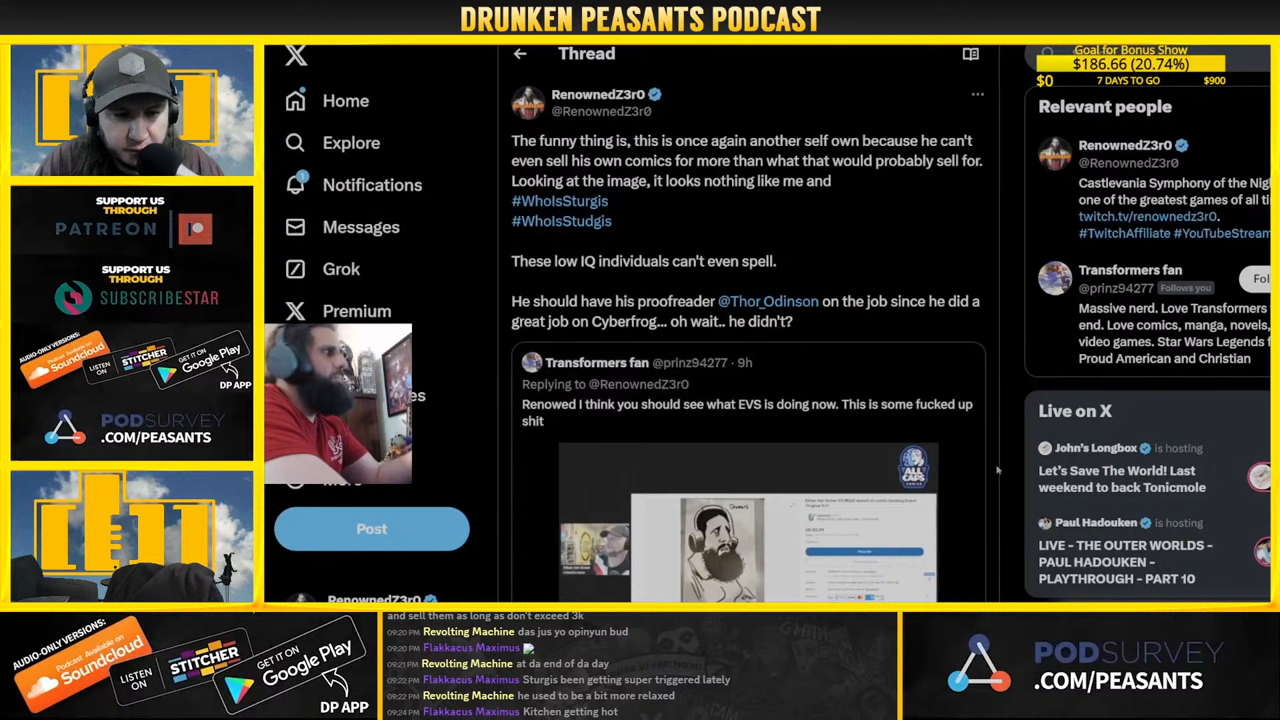 DRUNKEN PEASANTS PODCAST
Thread
RenownedZ3r0
@RenownedZ3r0
The funny thing is, this is once again another self own because he can't
even sell his own comics for more than what that would probably sell for.
Looking at the image, it looks nothing like me and
#WhoIsSturgis
#WhoIsStudgis
These low IQ individuals can't even spell.
He should have his proofreader @Thor_Odinson on the job since he did a
great job on Cyberfrog... oh wait.. he didn't?
Transformers fan @prinz94277 · 9h
Replying to @RenownedZ3r0
Renowed I think you should see what EVS is doing now. This is some fucked up
shit
ALL CAPS
COMICS
Home
Explore
1
Notifications
Messages
Grok
Premium
es
Post
RenownedZ3r0
Goal for Bonus Show
$186.66 (20.74%)
$0
7 DAYS TO GO
$900
Relevant people
RenownedZ3r0
@RenownedZ3r0
Castlevania Symphony of the Nigh
one of the greatest games of all ti
twitch.tv/renownedz3r0.
#TwitchAffiliate #YouTubeStream
Transformers fan
@prinz94277 Follows you
Fol
Massive nerd. Love Transformers
end. Love comics, manga, novels,
video games. Star Wars Legends f
Proud American and Christian
Live on X
John's Longbox is hosting
Let's Save The World! Last
weekend to back Tonicmole
Paul Hadouken is hosting
LIVE - THE OUTER WORLDS -
PAUL HADOUKEN -
PLAYTHROUGH - PART 10
SUPPORT US
THROUGH
PATREON
SUPPORT US
THROUGH
SUBSCRIBESTAR
AUDIO-ONLY VERSIONS:
Podcast Available on
Soundcloud
LISTEN
ON
STITCHER
GET IT ON
Google Play
DP APP
PODSURVEY
.COM/PEASANTS
AUDIO-ONLY VERSIONS:
Podcast Available on
Soundcloud
LISTEN
ON
STITCHER
GET IT ON
Google Play
DP APP
and sell them as long as don't exceed 3k
09:20 PM Revolting Machine das jus yo opinyun bud
09:20 PM Flakkacus Maximus
09:21 PM Revolting Machine at da end of da day
09:22 PM Flakkacus Maximus Sturgis been getting super triggered lately
09:22 PM Revolting Machine he used to be a bit more relaxed
09:24 PM Flakkacus Maximus Kitchen getting hot
PODSURVEY
.COM/PEASANTS